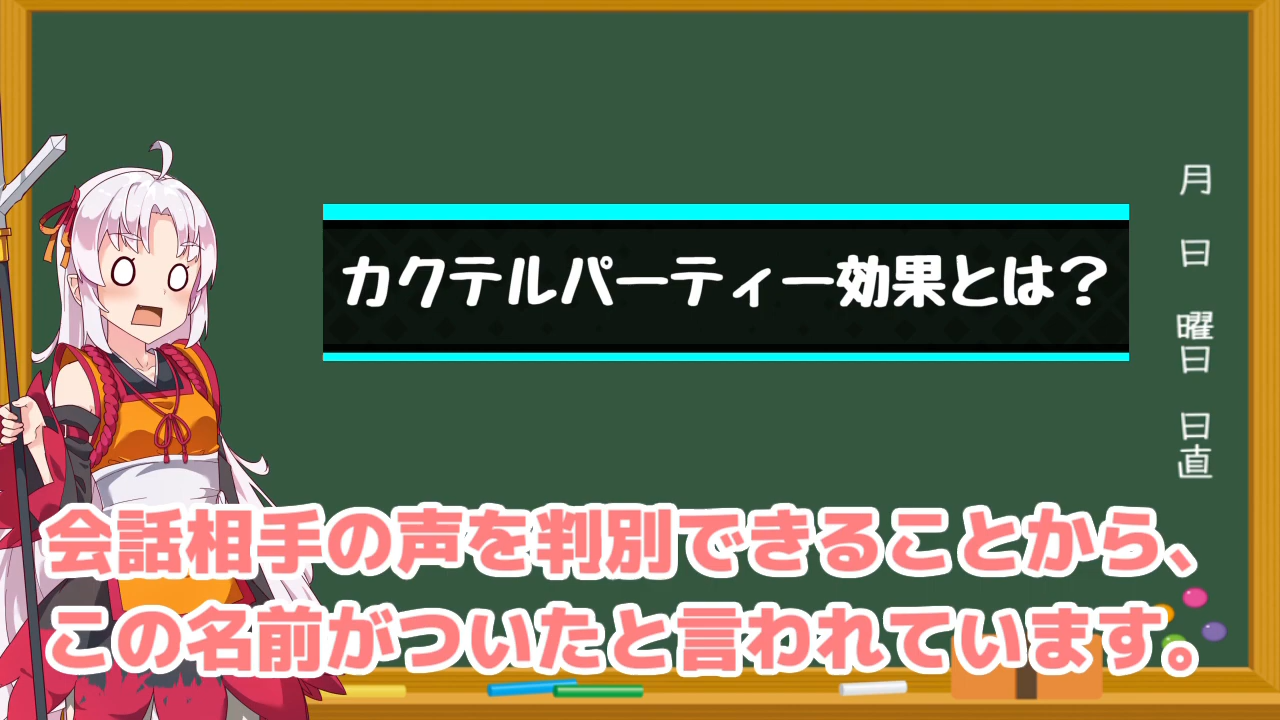 カクテルパーティー効果とは？
月
日
曜日
日直
会話相手の声を判別できることから、
この名前がついたと言われています。